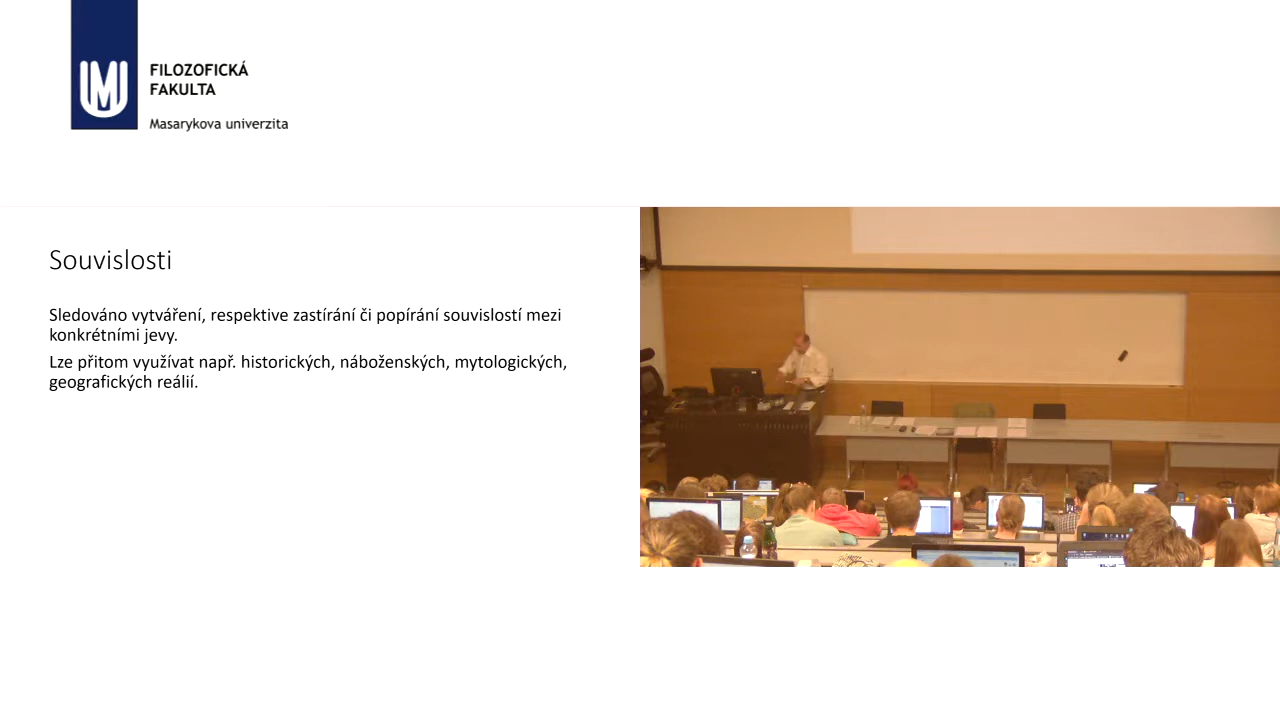 FILOZOFICKÁ
FAKULTA
Masarykova univerzita
Souvislosti
Sledováno vytváření, respektive zastírání či popírání souvislostí mezi
konkrétními jevy.
Lze přitom využívat např. historických, náboženských, mytologických,
geografických reálií.